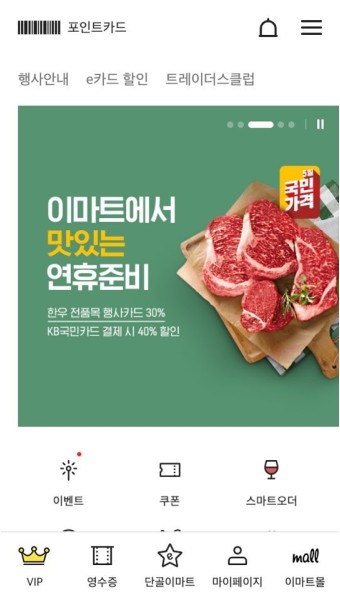 포인트카드
행사안내 e카드 할인 트레이더스클럽
5월
국민
가격
이마트에서
맛있는
연휴준비
한우 전품목 행사카드 30%
KB국민카드 결제 시 40% 할인
이벤트 쿠폰 스마트오더
VIP 영수증 단골이마트 마이페이지 이마트몰
mall